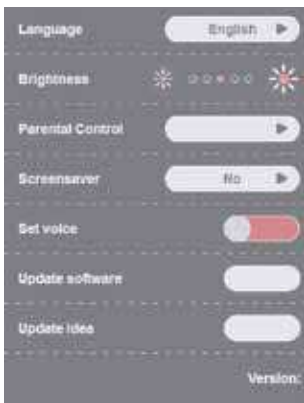 Language English
Brightness
Parental Control
Screensaver No
Set voice
Update software
Update idea
Version: